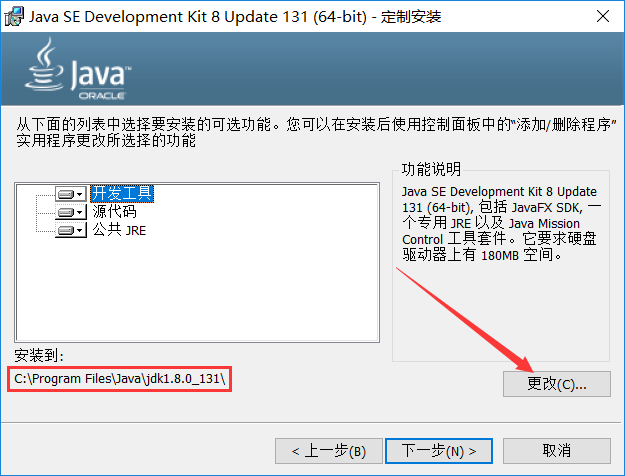 Java SE Development Kit 8 Update 131 (64-bit) - 定制安装
Java™
ORACLE
从下面的列表中选择要安装的可选功能。您可以在安装后使用控制面板中的“添加/删除程序”
实用程序更改所选择的功能
开发工具
源代码
公共 JRE
功能说明
Java SE Development Kit 8 Update
131 (64-bit), 包括 JavaFX SDK, 一
个专用 JRE 以及 Java Mission
Control 工具套件。它要求硬盘
驱动器上有 180MB 空间。
安装到:
C:\Program Files\Java\jdk1.8.0_131\
更改(C)...
< 上一步(B)
下一步(N) >
取消